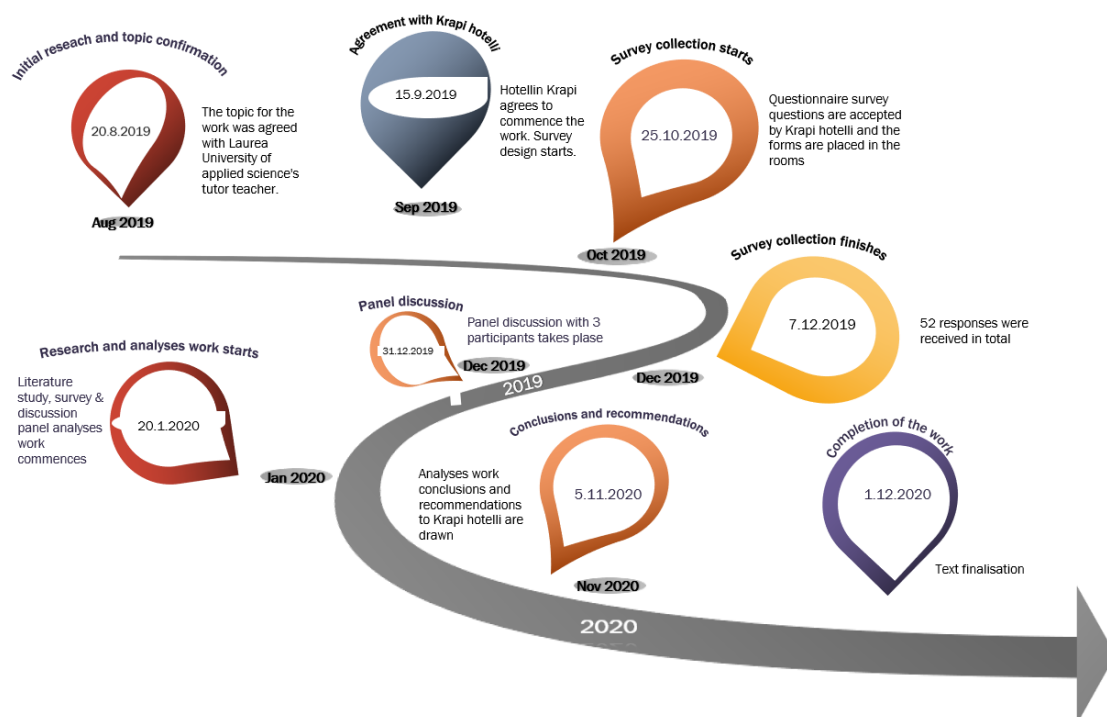 Initial reseach and topic confirmation
20.8.2019
The topic for the
work was agreed
with Laurea
University of
applied science's
tutor teacher.
Aug 2019
Agreement with Krapi hotelli
15.9.2019
Hotellin Krapi
agrees to
commence the
work. Survey
design starts.
Sep 2019
Survey collection starts
25.10.2019
Questionnaire survey
questions are accepted
by Krapi hotelli and the
forms are placed in the
rooms
Oct 2019
Survey collection finishes
7.12.2019
52 responses were
received in total
Dec 2019
Panel discussion
31.12.2019
Panel discussion with 3
participants takes plase
Dec 2019
2019
Research and analyses work starts
Literature
study, survey &
discussion
panel analyses
work
commences
20.1.2020
Jan 2020
Conclusions and recommendations
Analyses work
conclusions and
recommendations
to Krapi hotelli are
drawn
5.11.2020
Nov 2020
Completion of the work
1.12.2020
Text finalisation
2020